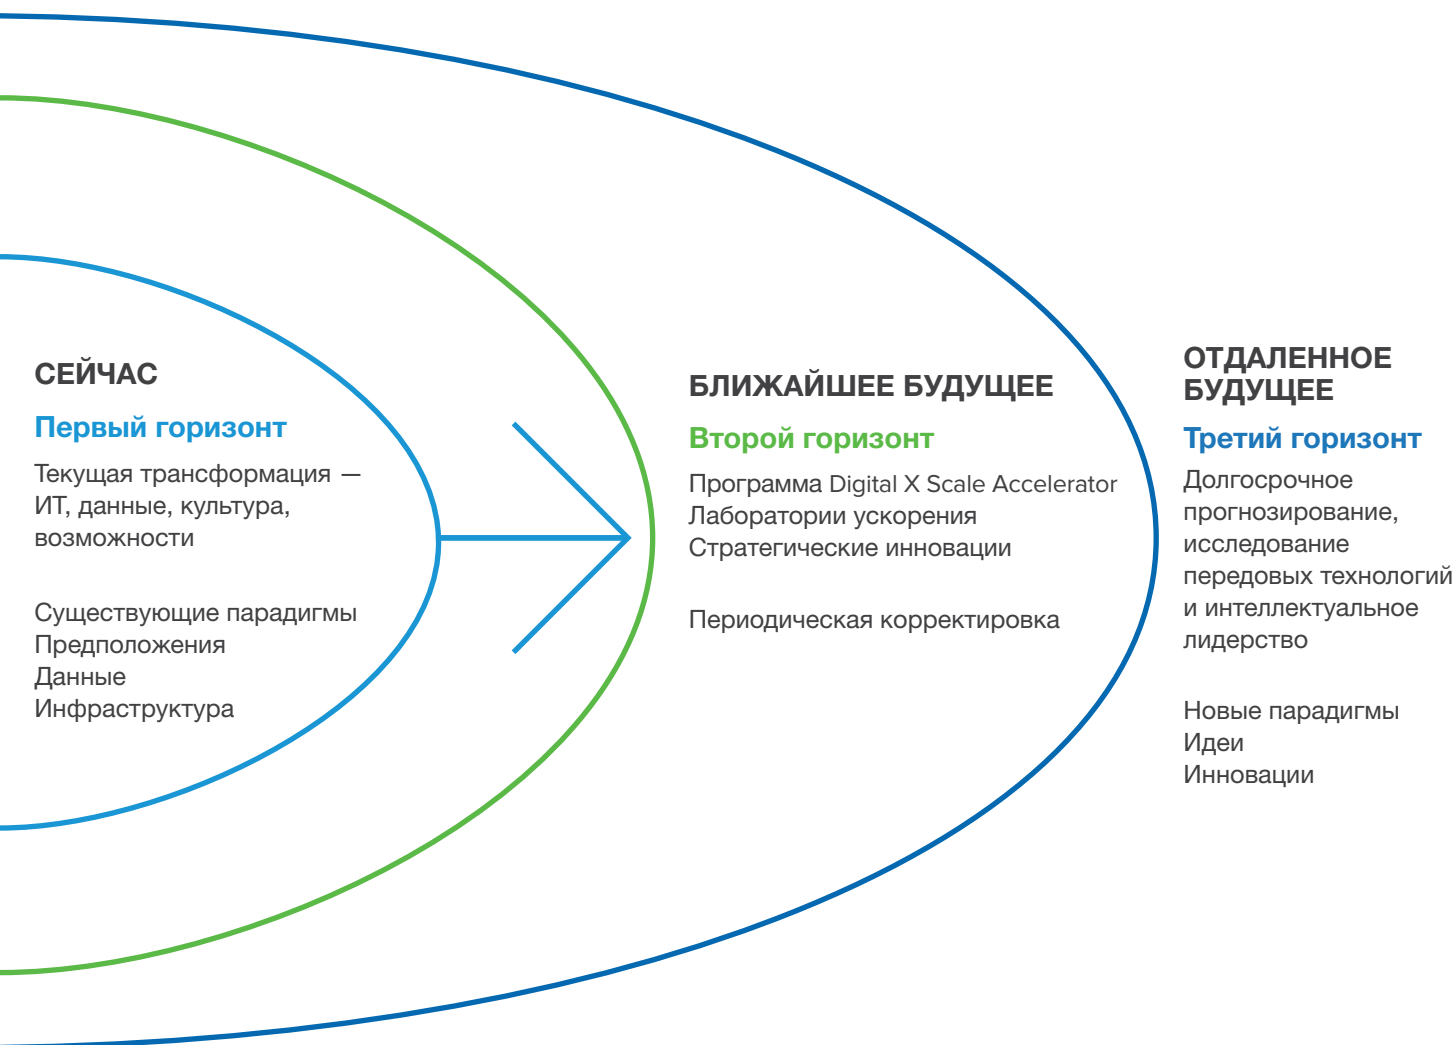 СЕЙЧАС
Первый горизонт
Текущая трансформация —
ИТ, данные, культура,
возможности
Существующие парадигмы
Предположения
Данные
Инфраструктура
БЛИЖАЙШЕЕ БУДУЩЕЕ
Второй горизонт
Программа Digital X Scale Accelerator
Лаборатории ускорения
Стратегические инновации
Периодическая корректировка
ОТДАЛЕННОЕ
БУДУЩЕЕ
Третий горизонт
Долгосрочное
прогнозирование,
исследование
передовых технологий
и интеллектуальное
лидерство
Новые парадигмы
Идеи
Инновации